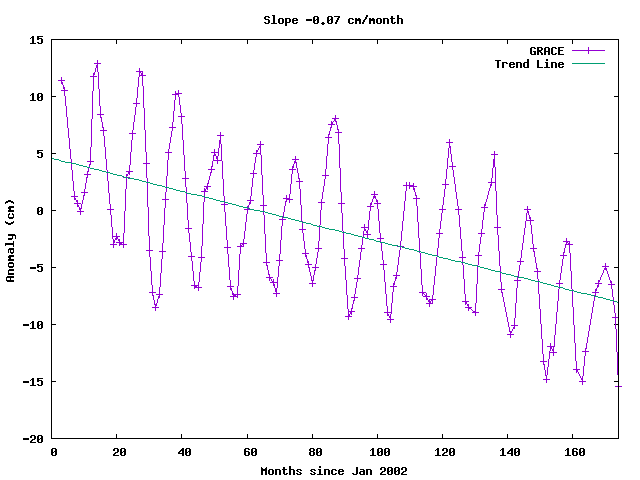 Slope -0.07 cm/month
GRACE
Trend Line
15
10
5
0
-5
-10
-15
-20
Anomaly (cm)
0 20 40 60 80 100 120 140 160
Months since Jan 2002